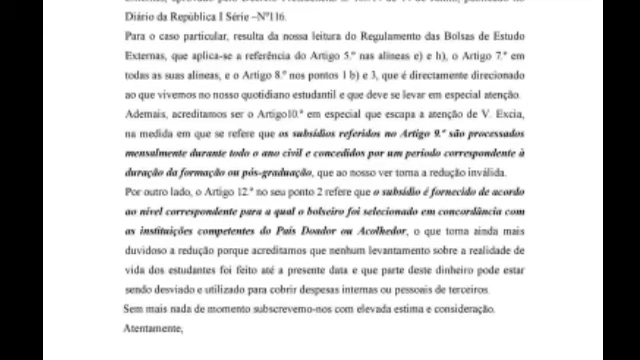 Diário da República I Série –Nº116.
Para o caso particular, resulta da nossa leitura do Regulamento das Bolsas de Estudo
Externas, que aplica-se a referência do Artigo 5.º nas alíneas e) e h), o Artigo 7.º em
todas as suas alíneas, e o Artigo 8.º nos pontos 1 b) e 3, que é directamente direcionado
ao que vivemos no nosso quotidiano estudantil e que deve se levar em especial atenção.
Ademais, acreditamos ser o Artigo10.º em especial que escapa a atenção de V. Excia,
na medida em que se refere que os subsídios referidos no Artigo 9.º são processados
mensalmente durante todo o ano civil e concedidos por um período correspondente à
duração da formação ou pós-graduação, o que ao nosso ver torna a redução inválida.
Por outro lado, o Artigo 12.º no seu ponto 2 refere que o subsídio é fornecido de acordo
ao nível correspondente para a qual o bolseiro foi selecionado em concordância com
as instituições competentes do País Doador ou Acolhedor, o que torna ainda mais
duvidoso a redução porque acreditamos que nenhum levantamento sobre a realidade de
vida dos estudantes foi feito até a presente data e que parte deste dinheiro pode estar
sendo desviado e utilizado para cobrir despesas internas ou pessoais de terceiros.
Sem mais nada de momento subscrevemo-nos com elevada estima e consideração.
Atentamente,